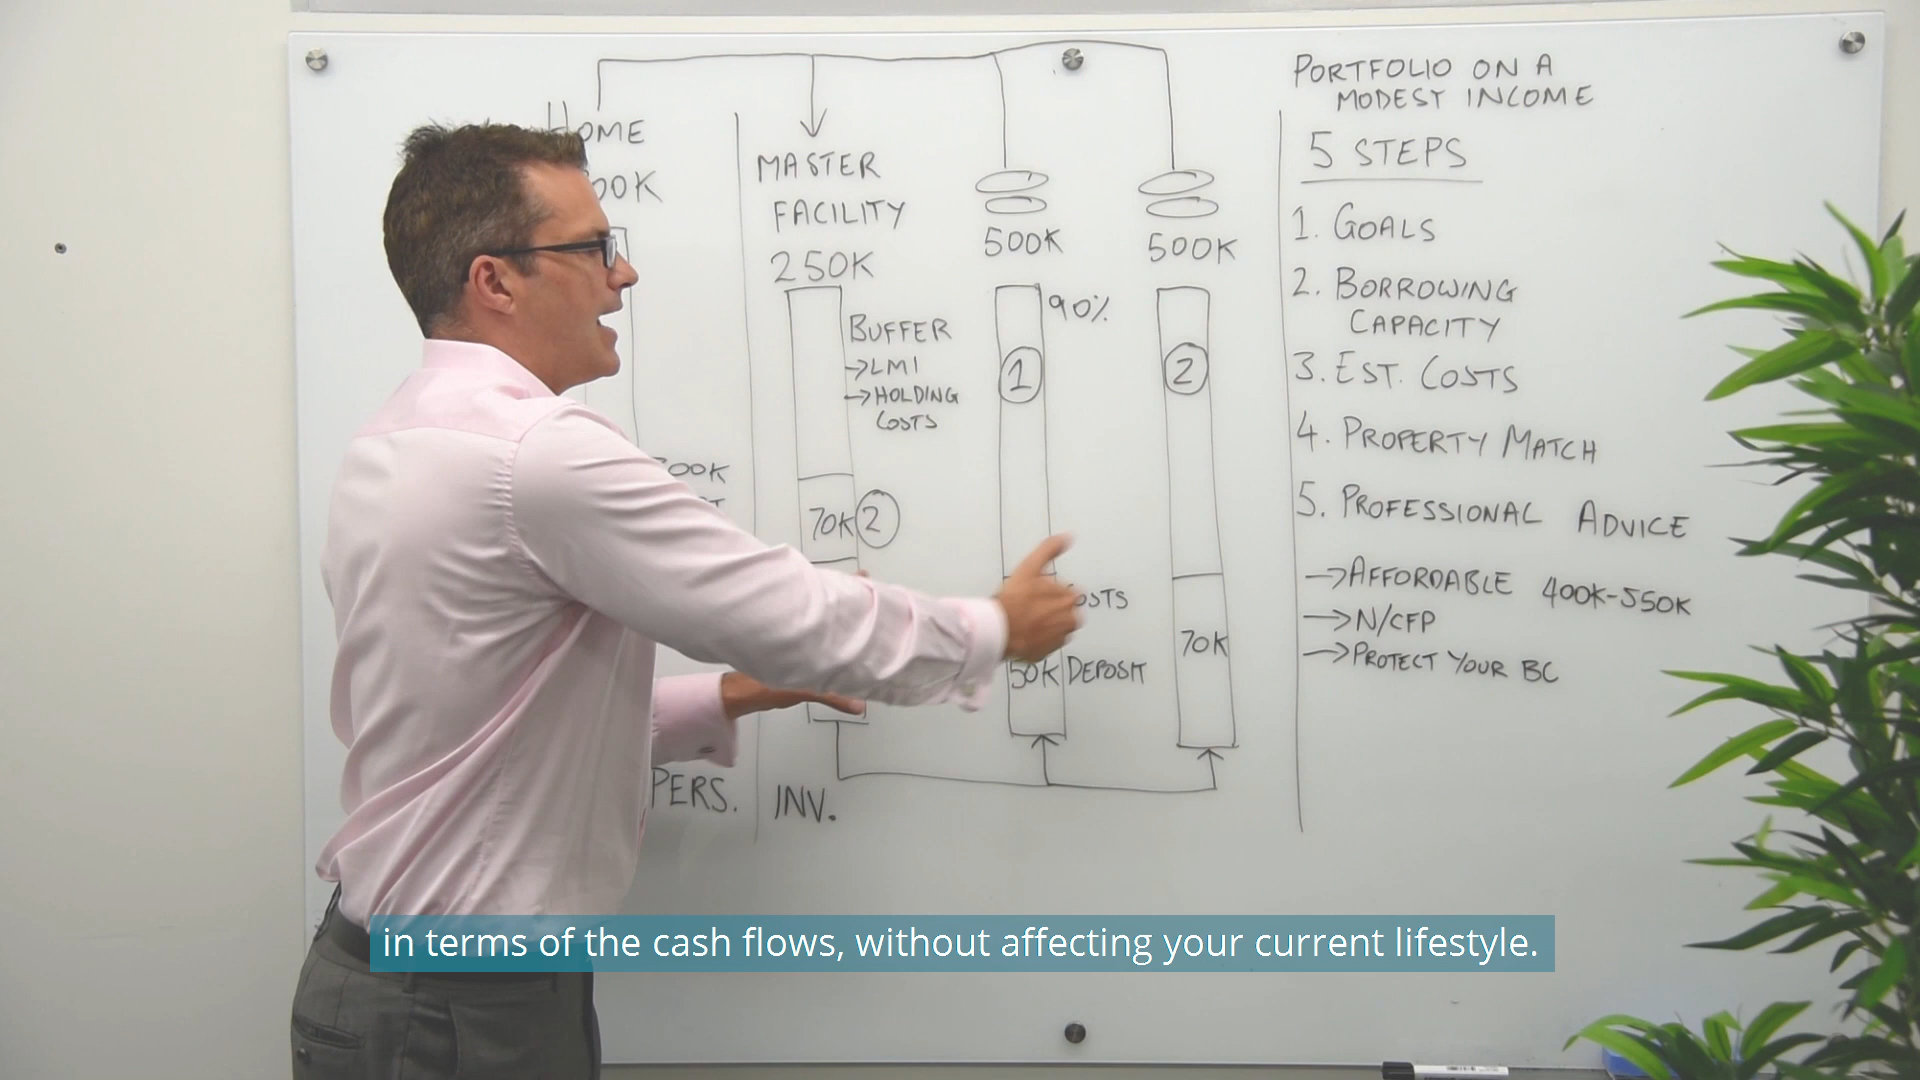 HOME
00K
MASTER
FACILITY
250K
BUFFER
→LMI
→HOLDING
COSTS
70K 2
500K
90%
1
50K DEPOSIT
500K
2
70K
PERS.
INV.
PORTFOLIO ON A
MODEST INCOME
5 STEPS
1. GOALS
2. BORROWING
CAPACITY
3. EST. COSTS
4. PROPERTY MATCH
5. PROFESSIONAL ADVICE
→AFFORDABLE 400K-550K
→N/CFP
→PROTECT YOUR BC
in terms of the cash flows, without affecting your current lifestyle.